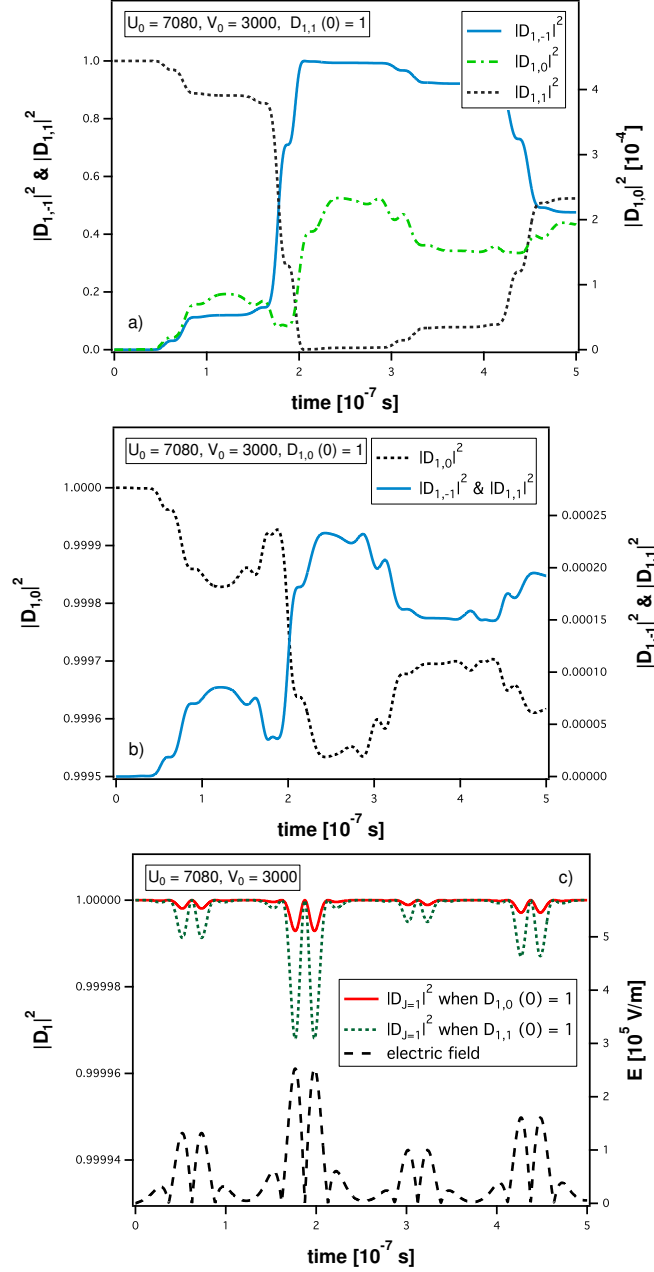 U₀ = 7080, V₀ = 3000, D₁,₁ (0) = 1
|D₁,₋₁|²
|D₁,₀|²
|D₁,₁|²
|D₁,₋₁|² & |D₁,₁|²
1.0
0.8
0.6
0.4
0.2
0.0
4
3
2
1
0
|D₁,₀|² [10⁻⁴]
a)
0 1 2 3 4 5
time [10⁻⁷ s]
U₀ = 7080, V₀ = 3000, D₁,₀ (0) = 1
|D₁,₀|²
|D₁,₋₁|² & |D₁,₁|²
|D₁,₀|²
1.0000
0.9999
0.9998
0.9997
0.9996
0.9995
0.00025
0.00020
0.00015
0.00010
0.00005
0.00000
|D₁,₋₁|² & |D₁,₁|²
b)
0 1 2 3 4 5
time [10⁻⁷ s]
U₀ = 7080, V₀ = 3000
c)
|D₁|²
1.00000
0.99998
0.99996
0.99994
5
4
3
2
1
0
E [10⁵ V/m]
|D_J=1|² when D₁,₀ (0) = 1
|D_J=1|² when D₁,₁ (0) = 1
electric field
0 1 2 3 4 5
time [10⁻⁷ s]